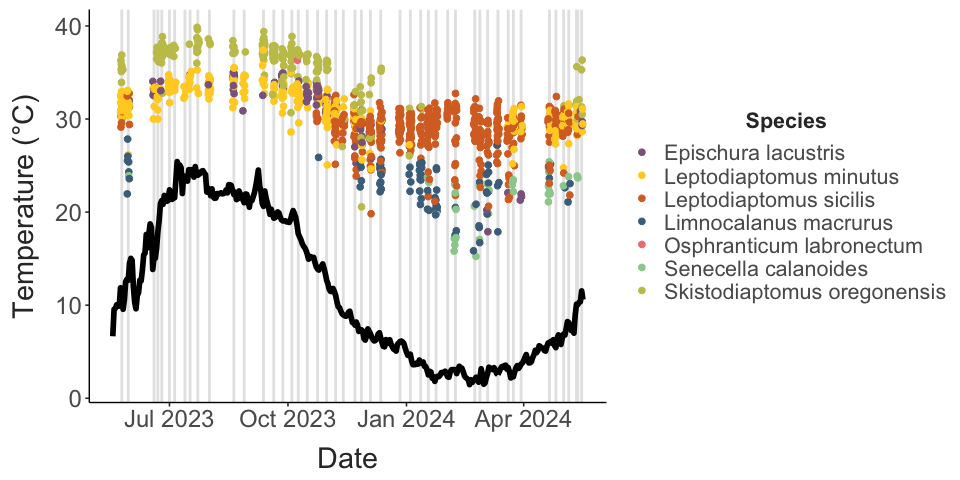 Temperature (°C)
40
30
20
10
0
Jul 2023
Oct 2023
Jan 2024
Apr 2024
Date
Species
Epischura lacustris
Leptodiaptomus minutus
Leptodiaptomus sicilis
Limnocalanus macrurus
Osphranticum labronectum
Senecella calanoides
Skistodiaptomus oregonensis